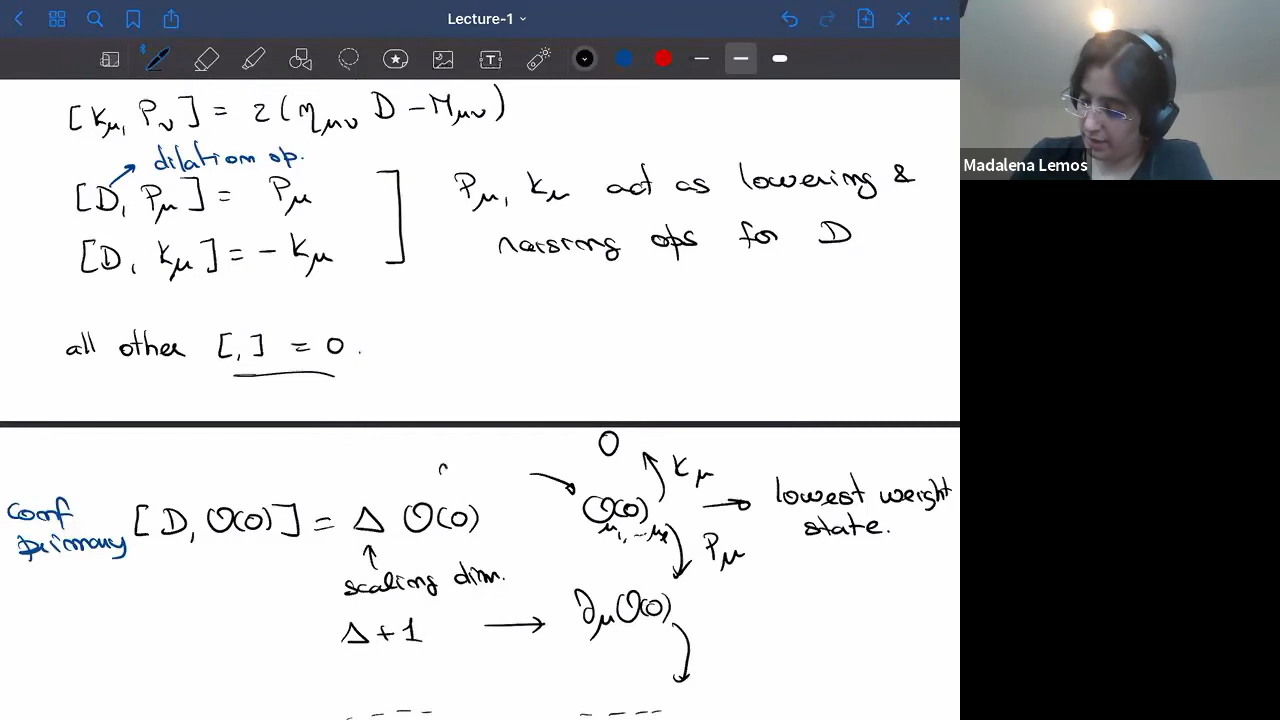 Lecture-1
Madalena Lemos
[Kμ, Pν] = 2(ημν D − Mμν)
dilation op.
[D, Pμ] = Pμ
[D, Kμ] = − Kμ
Pμ, Kμ act as lowering &
raising ops for D
all other [,] = 0.
0
Kμ
conf primary
[D, O(0)] = Δ O(0)
O(0)μ1,...μℓ → lowest weight state.
Pμ
↑
scaling dim.
Δ+1 → ∂μO(0)